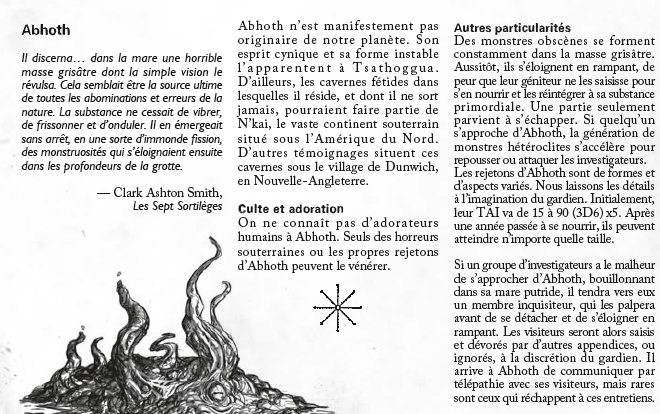 Abhoth
Il discerna… dans la mare une horrible
masse grisâtre dont la simple vision le
révulsa. Cela semblait être la source ultime
de toutes les abominations et erreurs de la
nature. La substance ne cessait de vibrer,
de frissonner et d'onduler. Il en émergeait
sans arrêt, en une sorte d'immonde fission,
des monstruosités qui s'éloignaient ensuite
dans les profondeurs de la grotte.
— Clark Ashton Smith,
Les Sept Sortilèges
Abhoth n'est manifestement pas
originaire de notre planète. Son
esprit cynique et sa forme instable
l'apparentent à Tsathoggua.
D'ailleurs, les cavernes fétides dans
lesquelles il réside, et dont il ne sort
jamais, pourraient faire partie de
N'kai, le vaste continent souterrain
situé sous l'Amérique du Nord.
D'autres témoignages situent ces
cavernes sous le village de Dunwich,
en Nouvelle-Angleterre.
Culte et adoration
On ne connaît pas d'adorateurs
humains à Abhoth. Seuls des horreurs
souterraines ou les propres rejetons
d'Abhoth peuvent le vénérer.
Autres particularités
Des monstres obscènes se forment
constamment dans la masse grisâtre.
Aussitôt, ils s'éloignent en rampant, de
peur que leur géniteur ne les saisisse pour
s'en nourrir et les réintégrer à sa substance
primordiale. Une partie seulement
parvient à s'échapper. Si quelqu'un
s'approche d'Abhoth, la génération de
monstres hétéroclites s'accélère pour
repousser ou attaquer les investigateurs.
Les rejetons d'Abhoth sont de formes et
d'aspects variés. Nous laissons les détails
à l'imagination du gardien. Initialement,
leur TAI va de 15 à 90 (3D6) x5. Après
une année passée à se nourrir, ils peuvent
atteindre n'importe quelle taille.
Si un groupe d'investigateurs a le malheur
de s'approcher d'Abhoth, bouillonnant
dans sa mare putride, il tendra vers eux
un membre inquisiteur, qui les palpera
avant de se détacher et de s'éloigner en
rampant. Les visiteurs seront alors saisis
et dévorés par d'autres appendices, ou
ignorés, à la discrétion du gardien. Il
arrive à Abhoth de communiquer par
télépathie avec ses visiteurs, mais rares
sont ceux qui réchappent à ces entretiens.